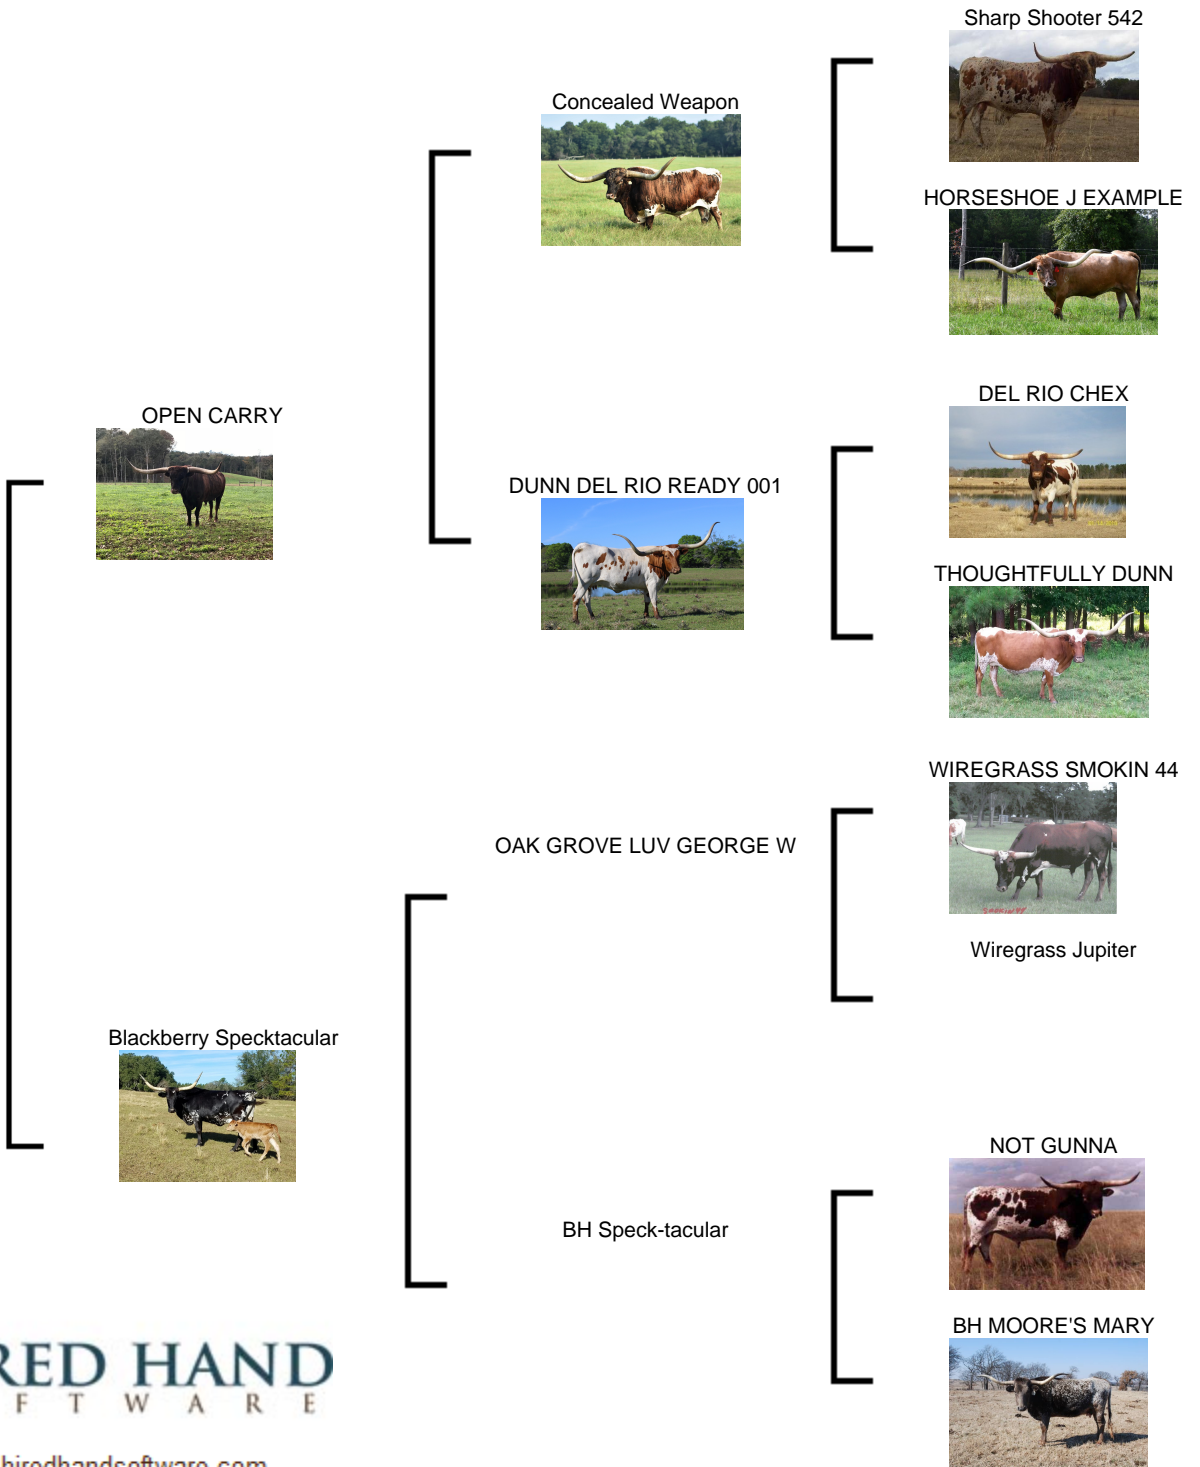 Sharp Shooter 542
Concealed Weapon
HORSESHOE J EXAMPLE
OPEN CARRY
DEL RIO CHEX
DUNN DEL RIO READY 001
THOUGHTFULLY DUNN
WIREGRASS SMOKIN 44
OAK GROVE LUV GEORGE W
Wiregrass Jupiter
Blackberry Specktacular
NOT GUNNA
BH Speck-tacular
BH MOORE'S MARY
RED HAND
F T W A R E
hiredhandsoftware.com